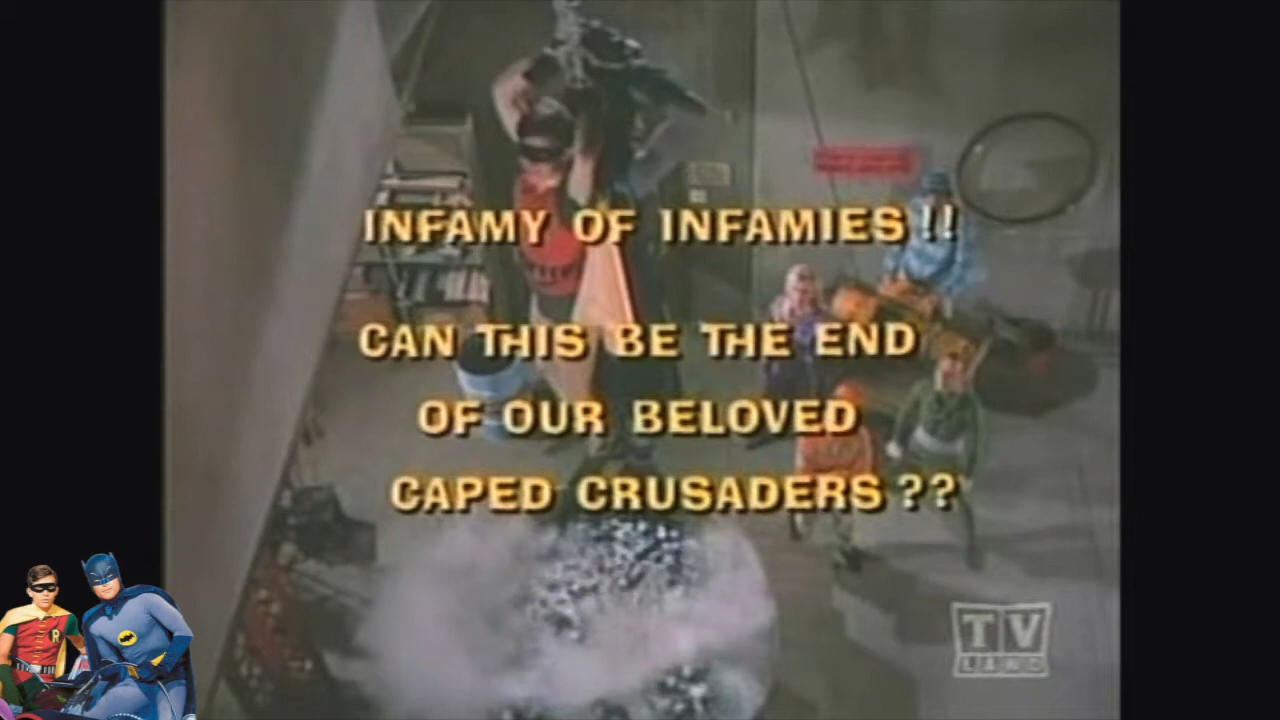 INFAMY OF INFAMIES!!
CAN THIS BE THE END
OF OUR BELOVED
CAPED CRUSADERS??
TV
LAND
R